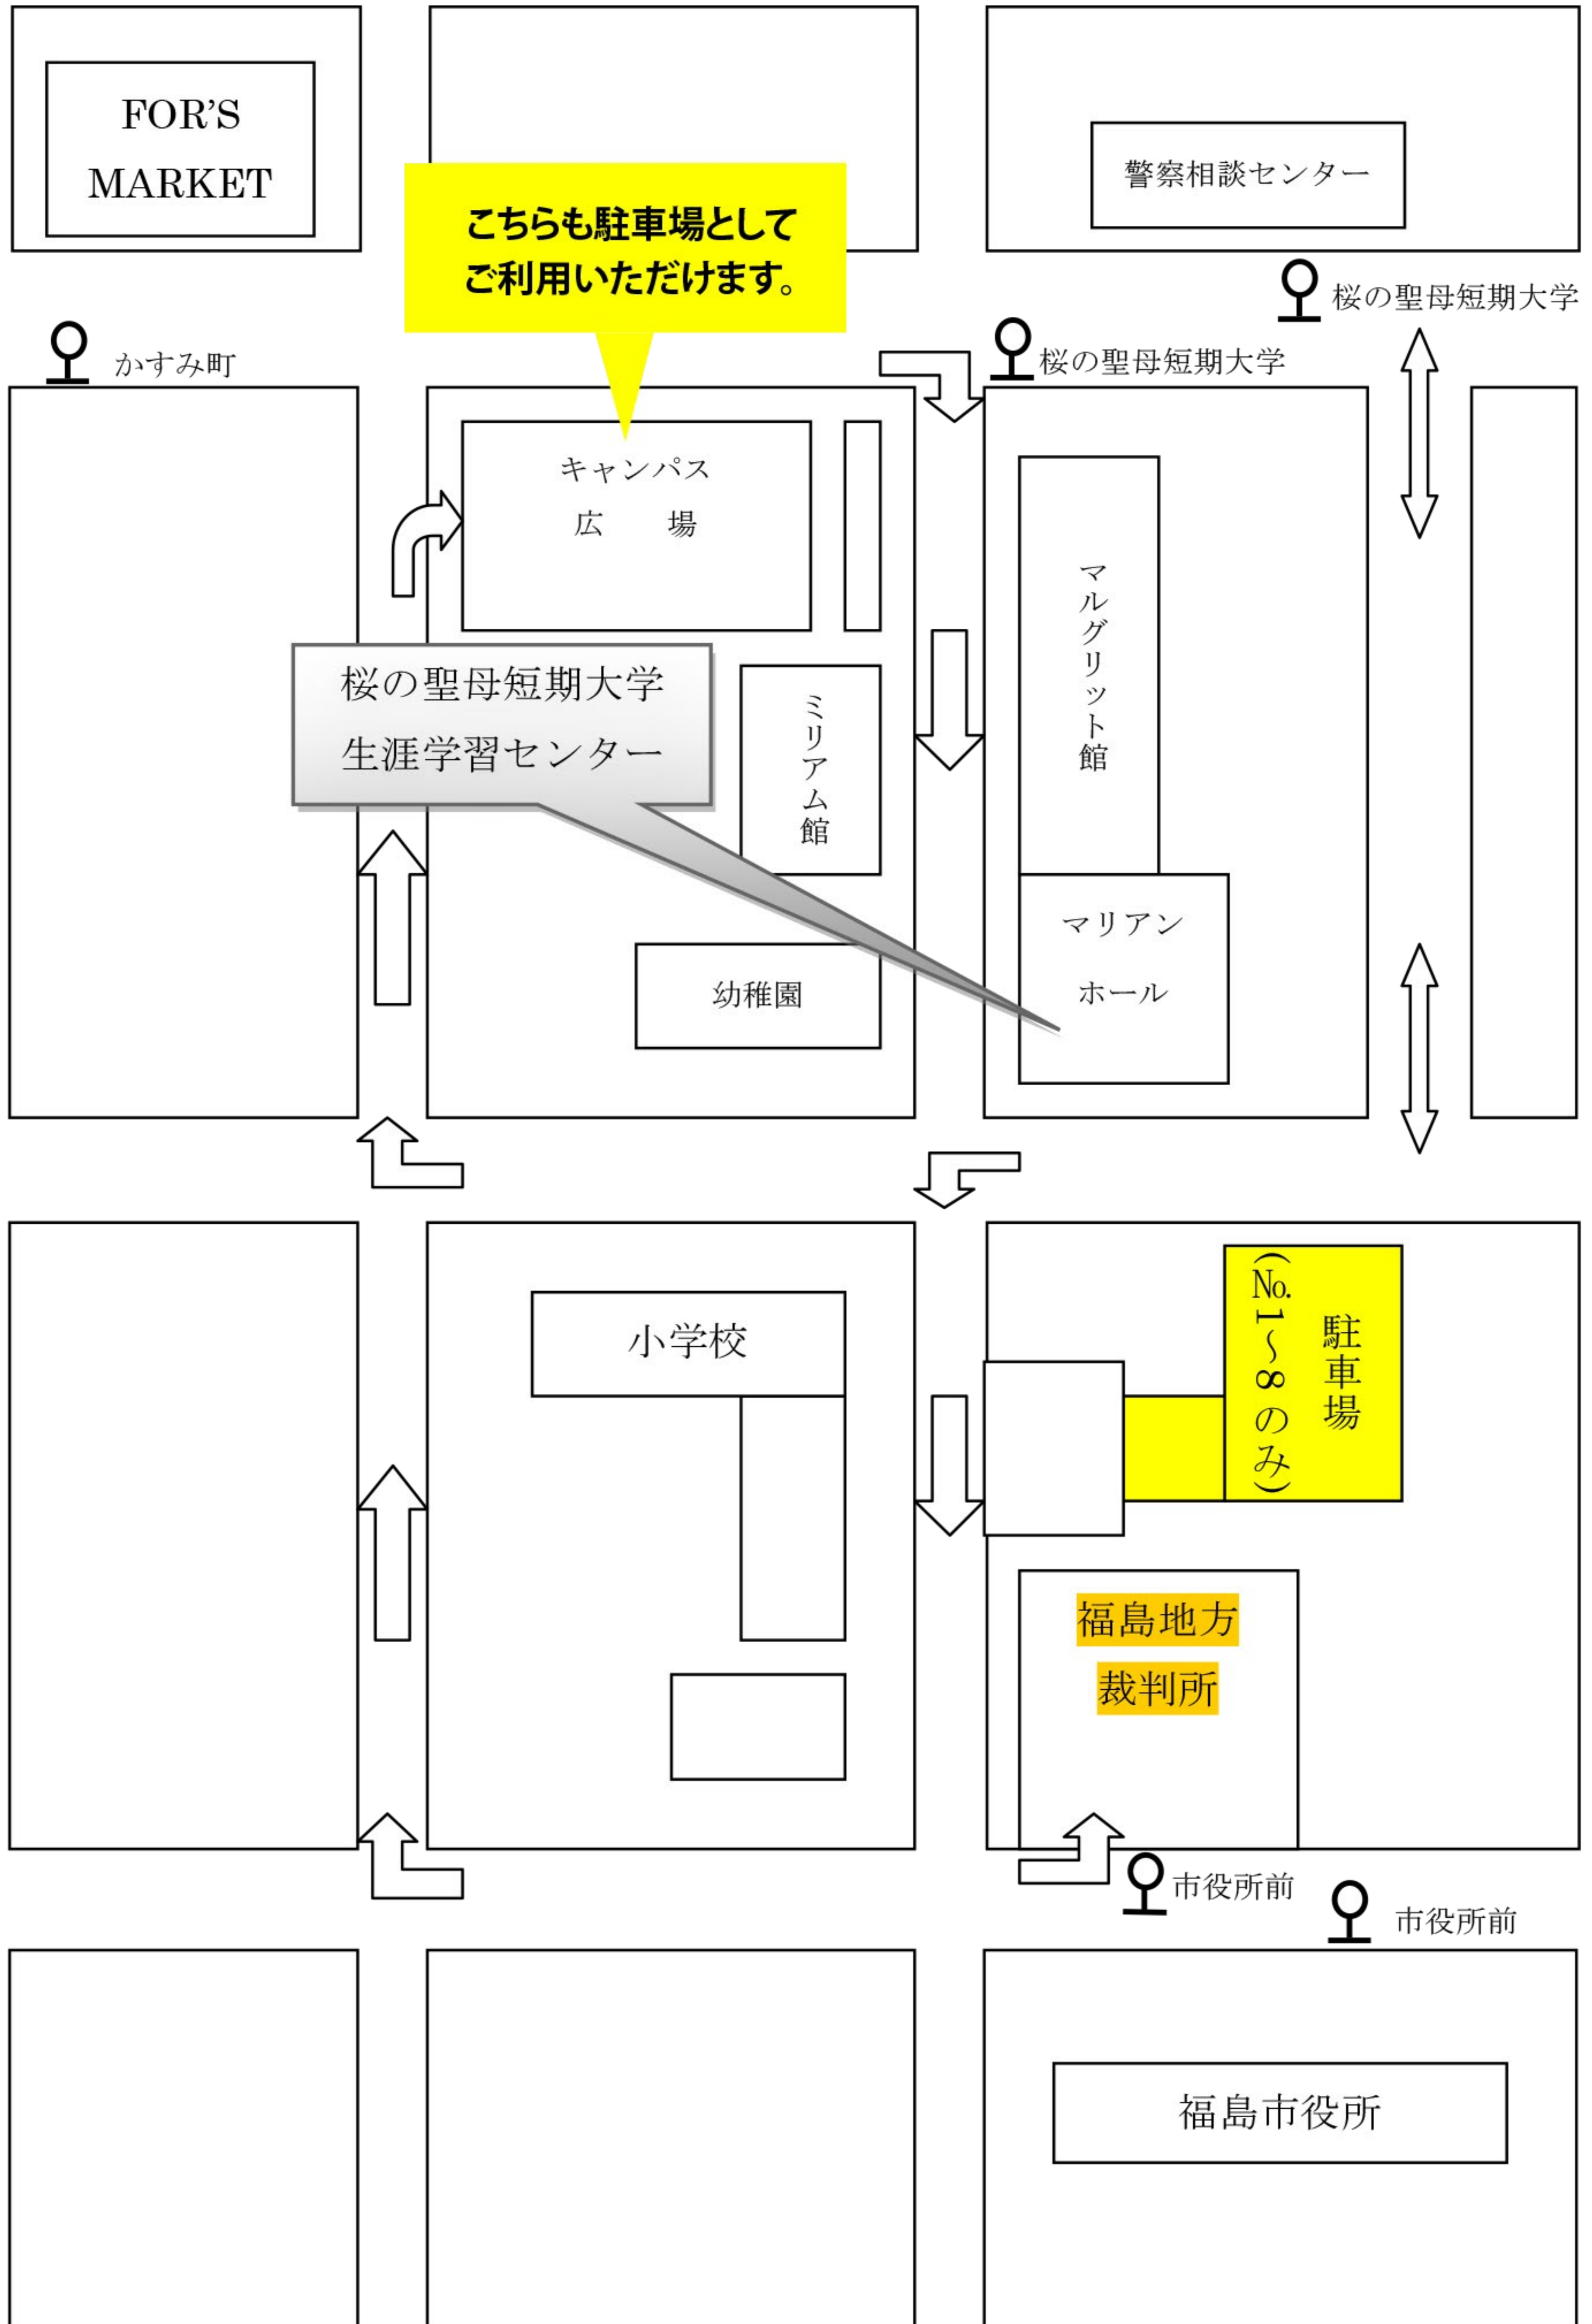 FOR'S
MARKET
こちらも駐車場として
ご利用いただけます。
警察相談センター
桜の聖母短期大学
桜の聖母短期大学
かすみ町
キャンパス
広　　場
マルグリット館
桜の聖母短期大学
生涯学習センター
ミリアム館
マリアン
ホール
幼稚園
小学校
駐車場
(№1～8のみ)
福島地方
裁判所
市役所前
市役所前
福島市役所